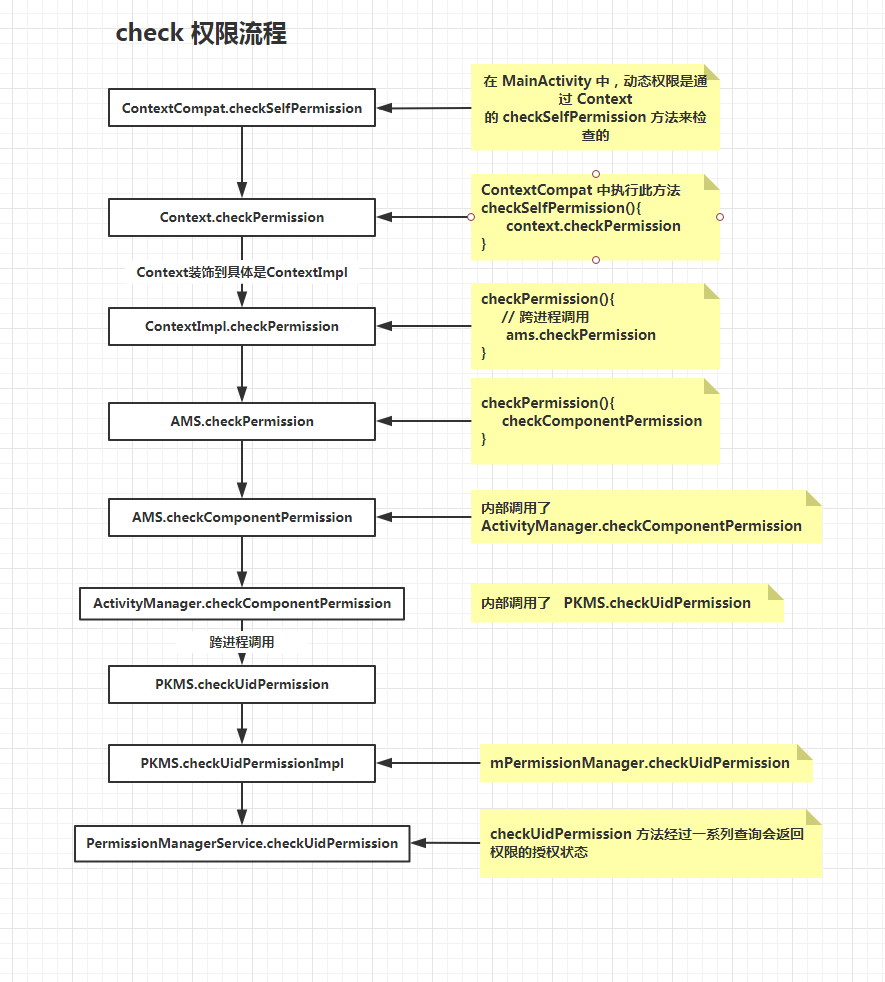 check 权限流程
ContextCompat.checkSelfPermission
在 MainActivity 中，动态权限是通
过 Context
的 checkSelfPermission 方法来检
查的
Context.checkPermission
ContextCompat 中执行此方法
checkSelfPermission(){
context.checkPermission
}
Context装饰到具体是ContextImpl
ContextImpl.checkPermission
checkPermission(){
// 跨进程调用
ams.checkPermission
}
AMS.checkPermission
checkPermission(){
checkComponentPermission
}
AMS.checkComponentPermission
内部调用了
ActivityManager.checkComponentPermission
ActivityManager.checkComponentPermission
内部调用了 PKMS.checkUidPermission
跨进程调用
PKMS.checkUidPermission
PKMS.checkUidPermissionImpl
mPermissionManager.checkUidPermission
PermissionManagerService.checkUidPermission
checkUidPermission 方法经过一系列查询会返回
权限的授权状态